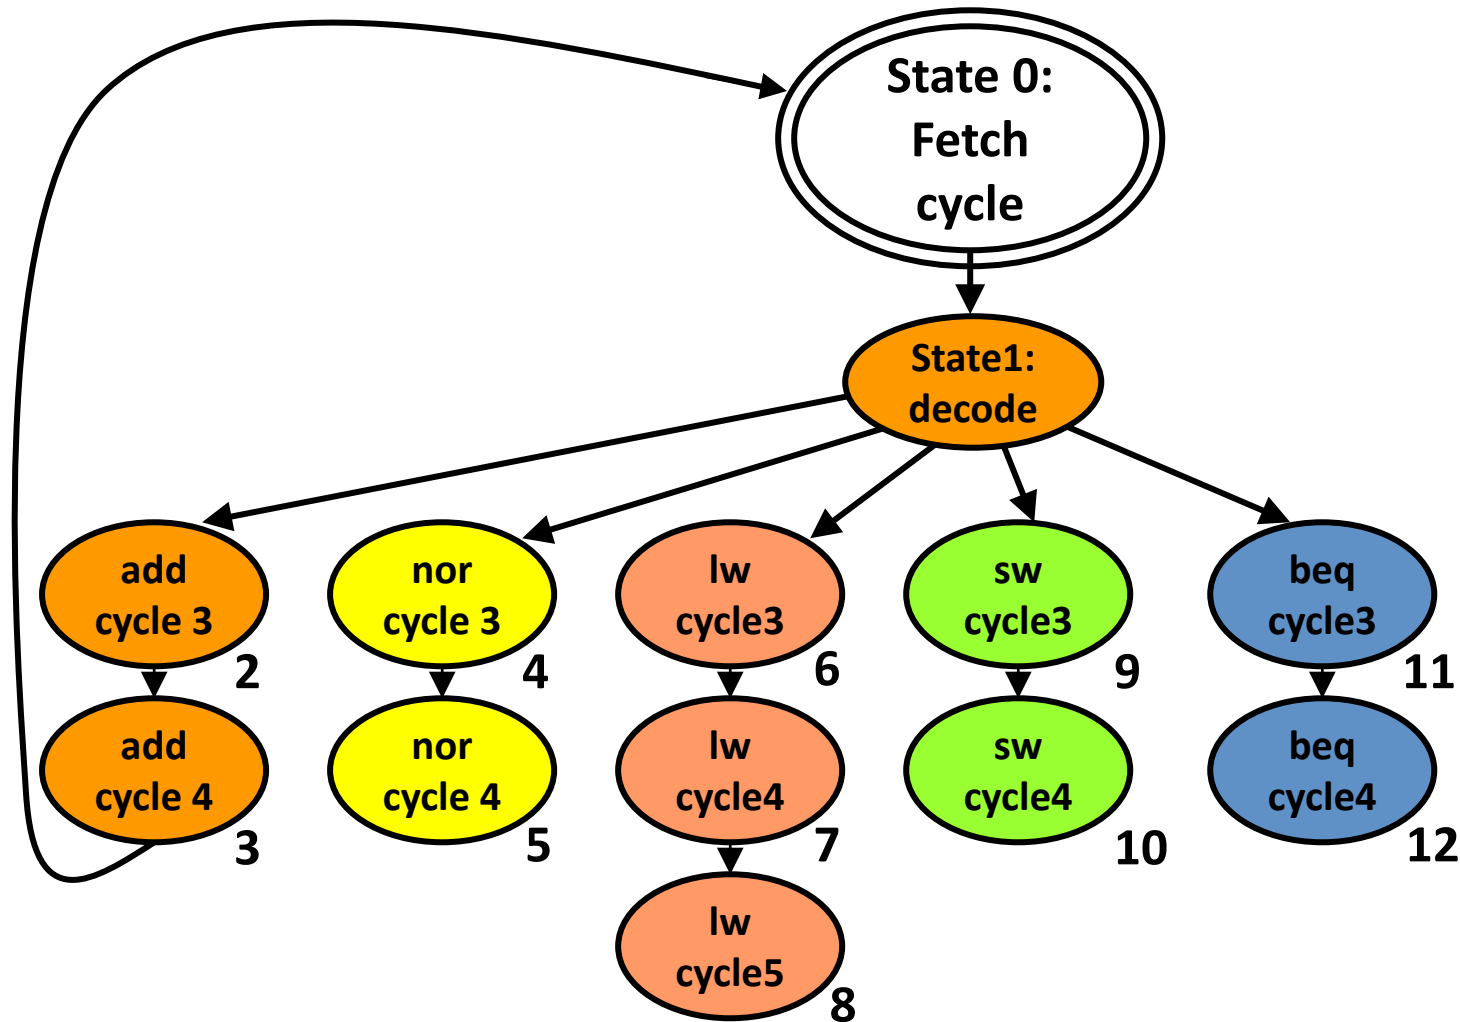 State 0:
Fetch
cycle
State1:
decode
add
cycle 3
2
nor
cycle 3
4
lw
cycle3
6
sw
cycle3
9
beq
cycle3
11
add
cycle 4
3
nor
cycle 4
5
lw
cycle4
7
sw
cycle4
10
beq
cycle4
12
lw
cycle5
8